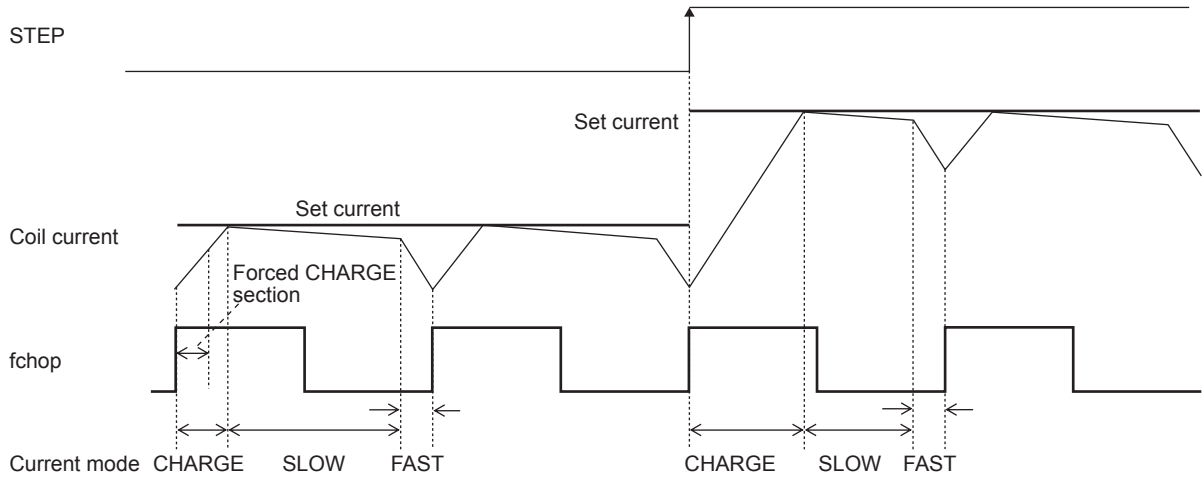 STEP
Set current
Set current
Coil current
Forced CHARGE
section
fchop
Current mode CHARGE SLOW FAST CHARGE SLOW FAST